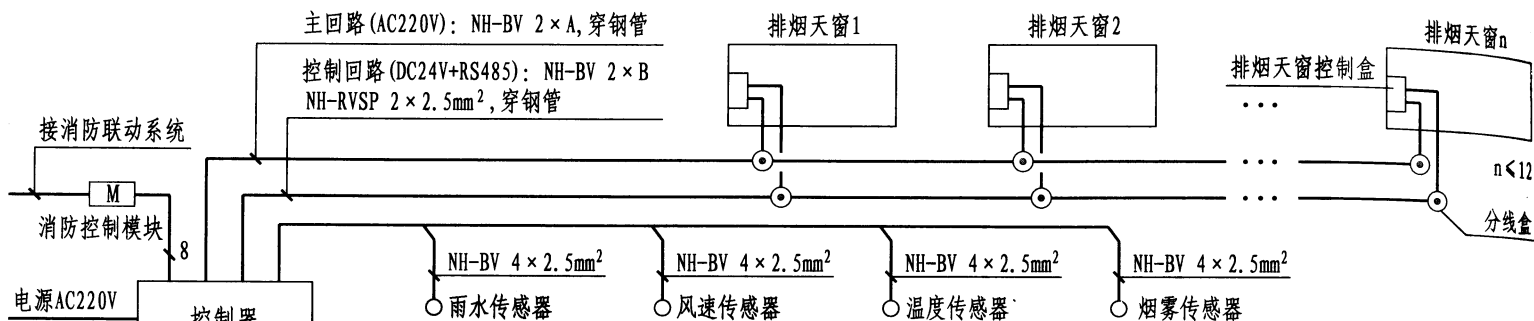 主回路(AC220V): NH-BV 2×A,穿钢管
控制回路(DC24V+RS485): NH-BV 2×B
NH-RVSP 2×2.5mm²,穿钢管
接消防联动系统
M
消防控制模块
8
电源AC220V
控制器
排烟天窗1
排烟天窗2
排烟天窗n
排烟天窗控制盒
...
...
...
n≤12
分线盒
NH-BV 4×2.5mm²
雨水传感器
NH-BV 4×2.5mm²
风速传感器
NH-BV 4×2.5mm²
温度传感器
NH-BV 4×2.5mm²
烟雾传感器